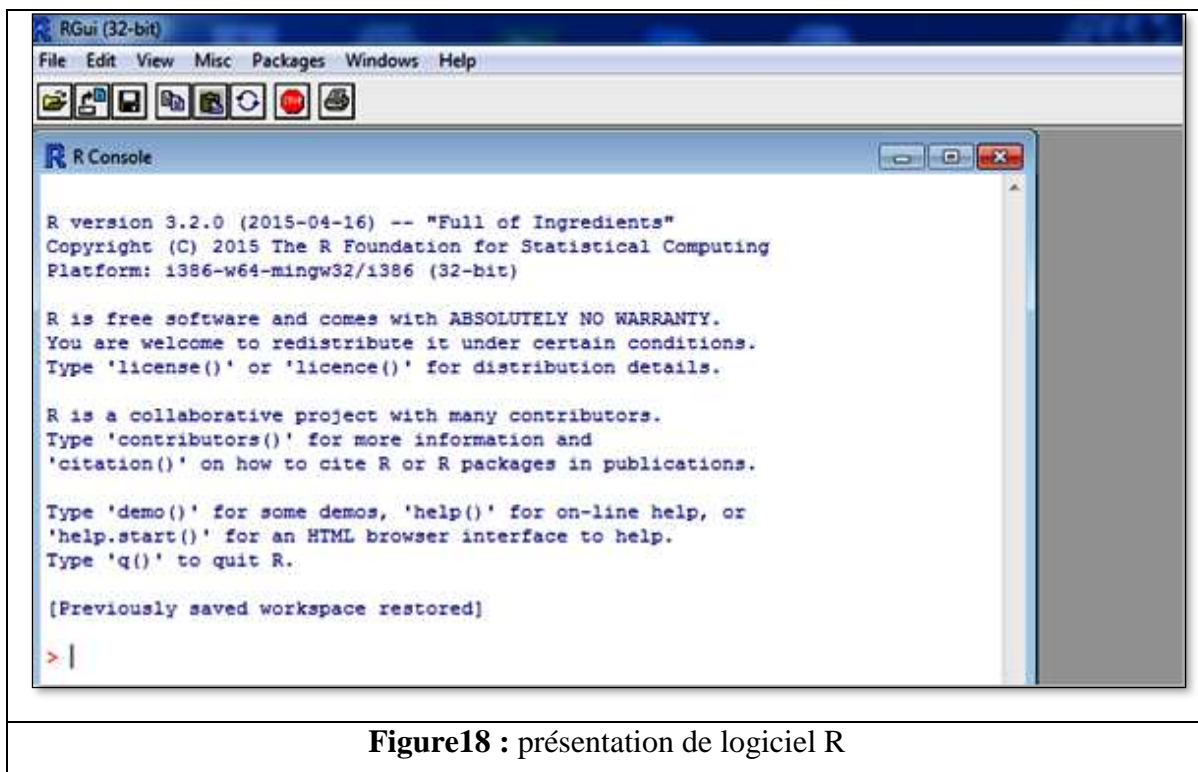 RGui (32-bit)
File Edit View Misc Packages Windows Help
STOP
R Console
R version 3.2.0 (2015-04-16) -- "Full of Ingredients"
Copyright (C) 2015 The R Foundation for Statistical Computing
Platform: i386-w64-mingw32/i386 (32-bit)
R is free software and comes with ABSOLUTELY NO WARRANTY.
You are welcome to redistribute it under certain conditions.
Type 'license()' or 'licence()' for distribution details.
R is a collaborative project with many contributors.
Type 'contributors()' for more information and
'citation()' on how to cite R or R packages in publications.
Type 'demo()' for some demos, 'help()' for on-line help, or
'help.start()' for an HTML browser interface to help.
Type 'q()' to quit R.
[Previously saved workspace restored]
>
Figure18 : présentation de logiciel R